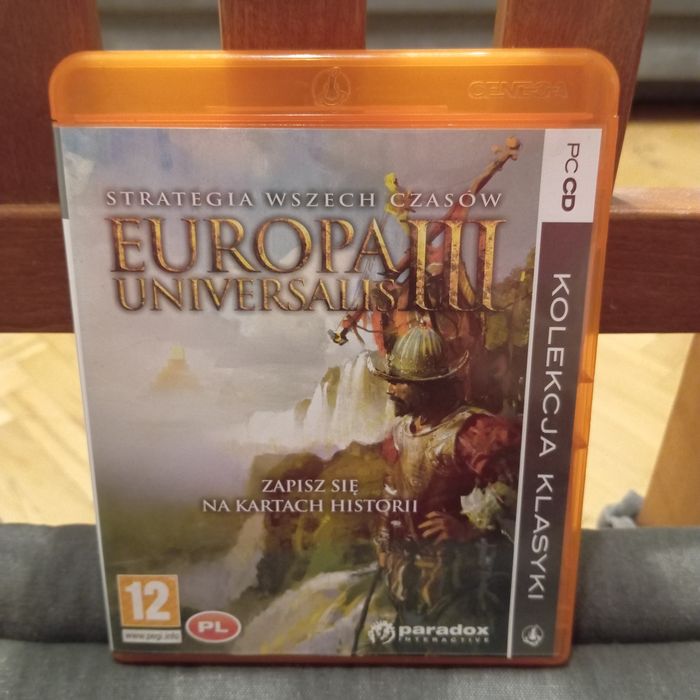 CENEGA
PC CD
STRATEGIA WSZECH CZASÓW
EUROPA III
UNIVERSALIS
KOLEKCJA KLASYKI
ZAPISZ SIĘ
NA KARTACH HISTORII
12
www.pegi.info
PL
paradox
INTERACTIVE